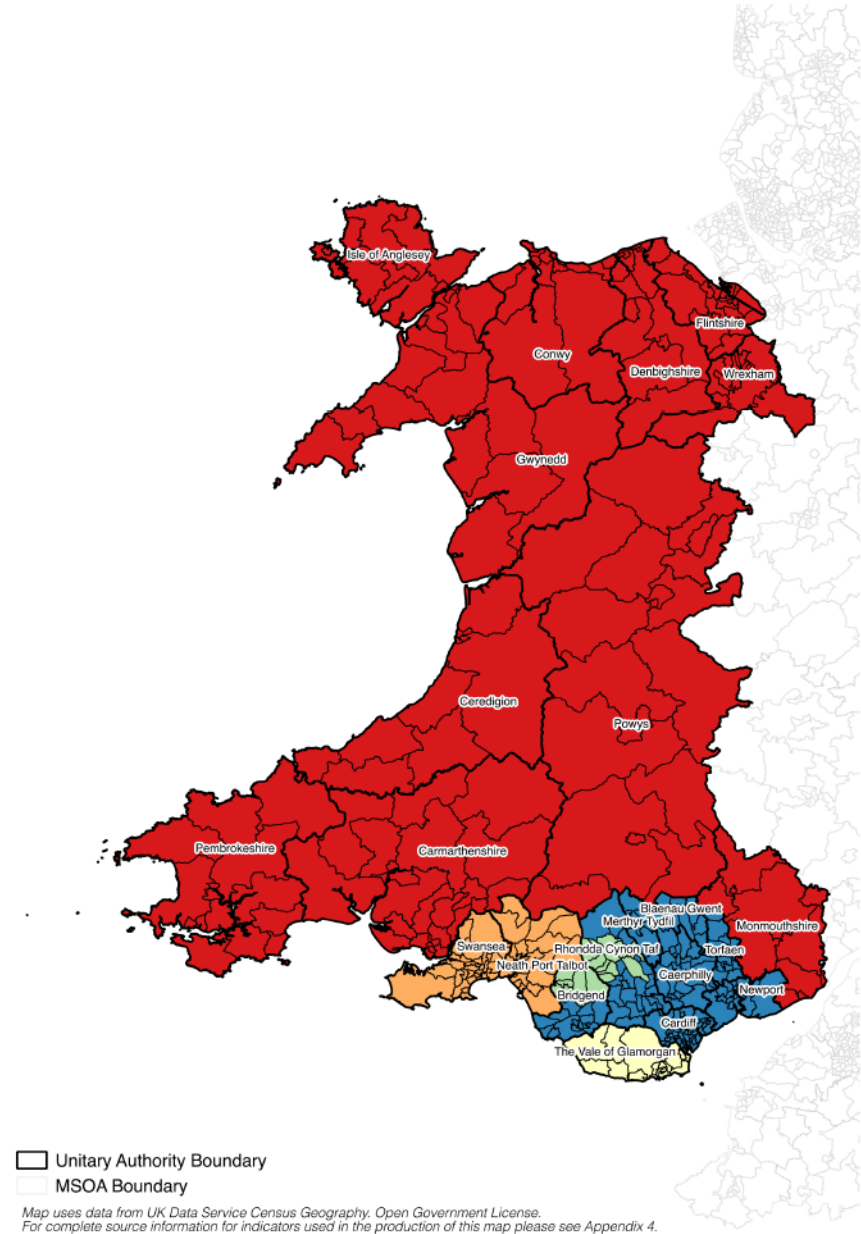 Isle of Anglesey
Flintshire
Conwy
Denbighshire
Wrexham
Gwynedd
Ceredigion
Powys
Pembrokeshire
Carmarthenshire
Blaenau Gwent
Merthyr Tydfil
Monmouthshire
Swansea
Rhondda Cynon Taf
Torfaen
Neath Port Talbot
Caerphilly
Bridgend
Newport
Cardiff
The Vale of Glamorgan
Unitary Authority Boundary
MSOA Boundary
Map uses data from UK Data Service Census Geography. Open Government License.
For complete source information for indicators used in the production of this map please see Appendix 4.